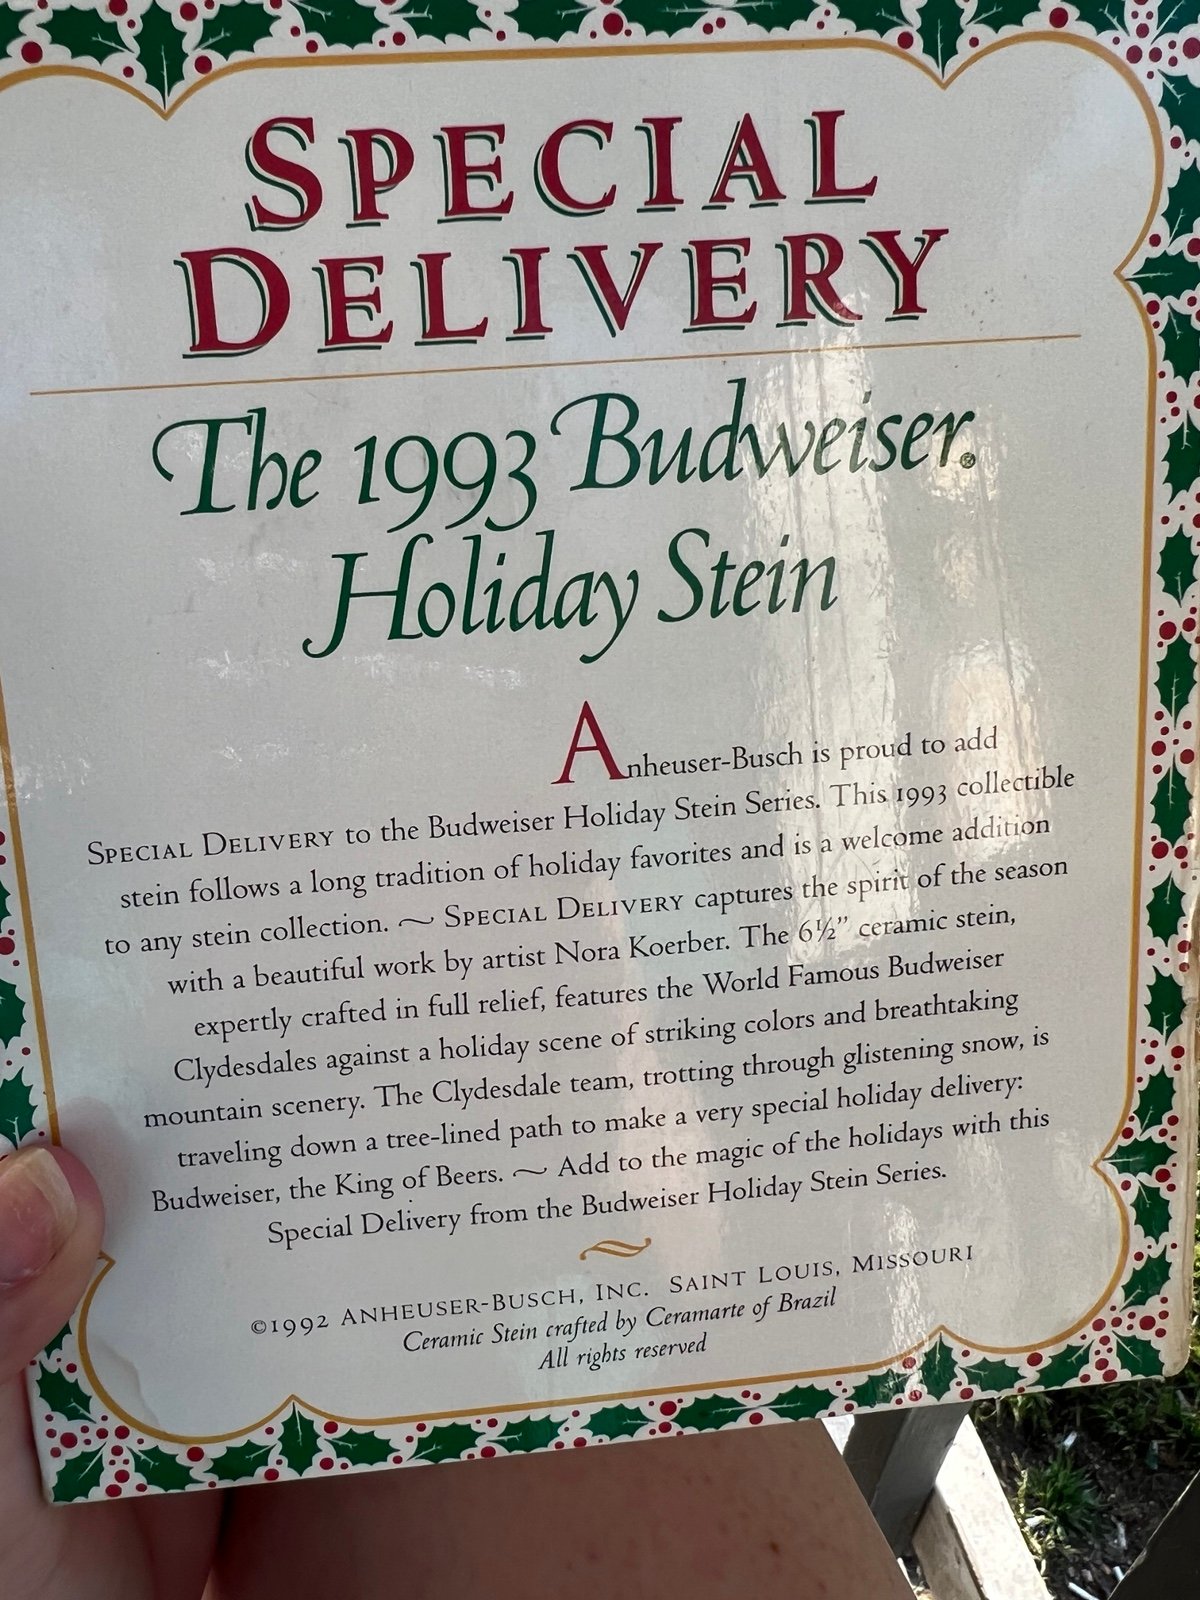 SPECIAL
DELIVERY
The 1993 Budweiser®
Holiday Stein
Anheuser-Busch is proud to add
SPECIAL DELIVERY to the Budweiser Holiday Stein Series. This 1993 collectible
stein follows a long tradition of holiday favorites and is a welcome addition
to any stein collection. ~ SPECIAL DELIVERY captures the spirit of the season
with a beautiful work by artist Nora Koerber. The 6½” ceramic stein,
expertly crafted in full relief, features the World Famous Budweiser
Clydesdales against a holiday scene of striking colors and breathtaking
mountain scenery. The Clydesdale team, trotting through glistening snow, is
traveling down a tree-lined path to make a very special holiday delivery:
Budweiser, the King of Beers. ~ Add to the magic of the holidays with this
Special Delivery from the Budweiser Holiday Stein Series.
©1992 ANHEUSER-BUSCH, INC. SAINT LOUIS, MISSOURI
Ceramic Stein crafted by Ceramarte of Brazil
All rights reserved